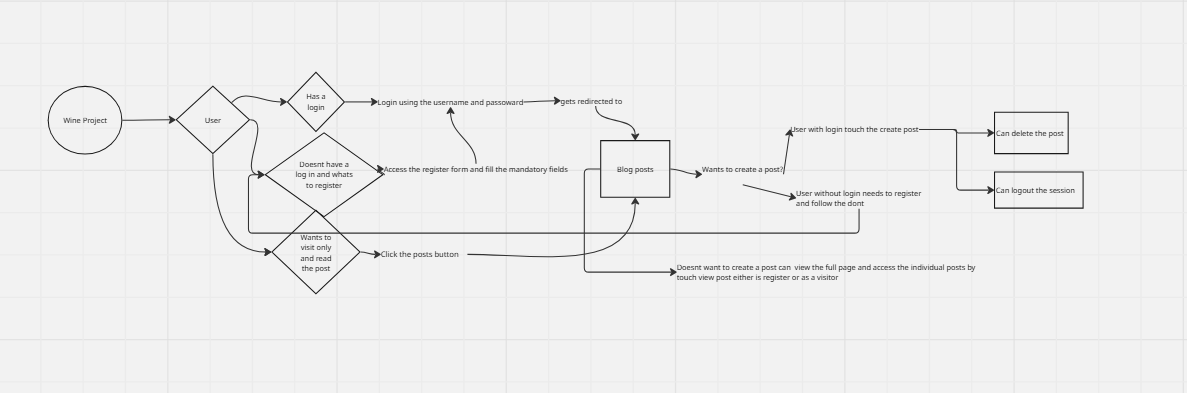 Wine Project
User
Has a
login
Login using the username and passoward
gets redirected to
Doesnt have a
log in and whats
to register
Access the register form and fill the mandatory fields
Wants to
visit only
and read
the post
Click the posts button
Blog posts
Wants to create a post?
User with login touch the create post
User without login needs to register
and follow the dont
Can delete the post
Can logout the session
Doesnt want to create a post can view the full page and access the individual posts by
touch view post either is register or as a visitor